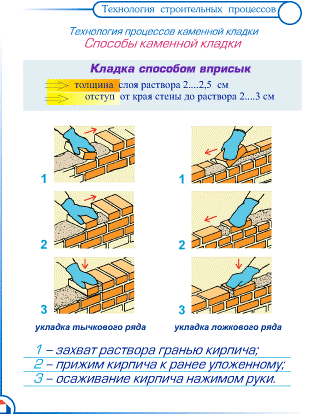 Технология строительных процессов
Технология процессов каменной кладки
Способы каменной кладки
Кладка способом вприсык
толщина слоя раствора 2....2,5 см
отступ от края стены до раствора 2....3 см
1
1
2
2
3
3
укладка тычкового ряда
укладка ложкового ряда
1 – захват раствора гранью кирпича;
2 – прижим кирпича к ранее уложенному;
3 – осаживание кирпича нажимом руки.